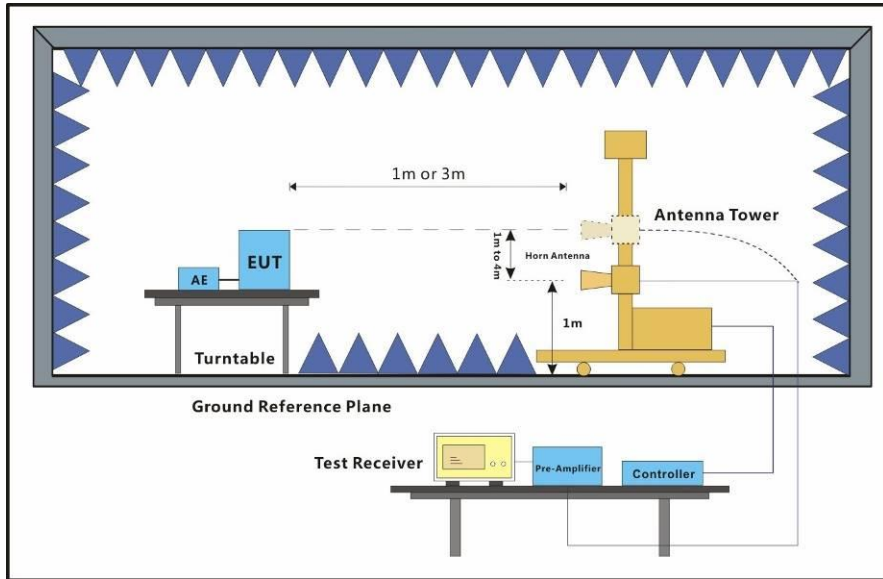 1m or 3m
Antenna Tower
Horn Antenna
1m to 4m
EUT
AE
1m
Turntable
Ground Reference Plane
Test Receiver
Pre-Amplifier
Controller